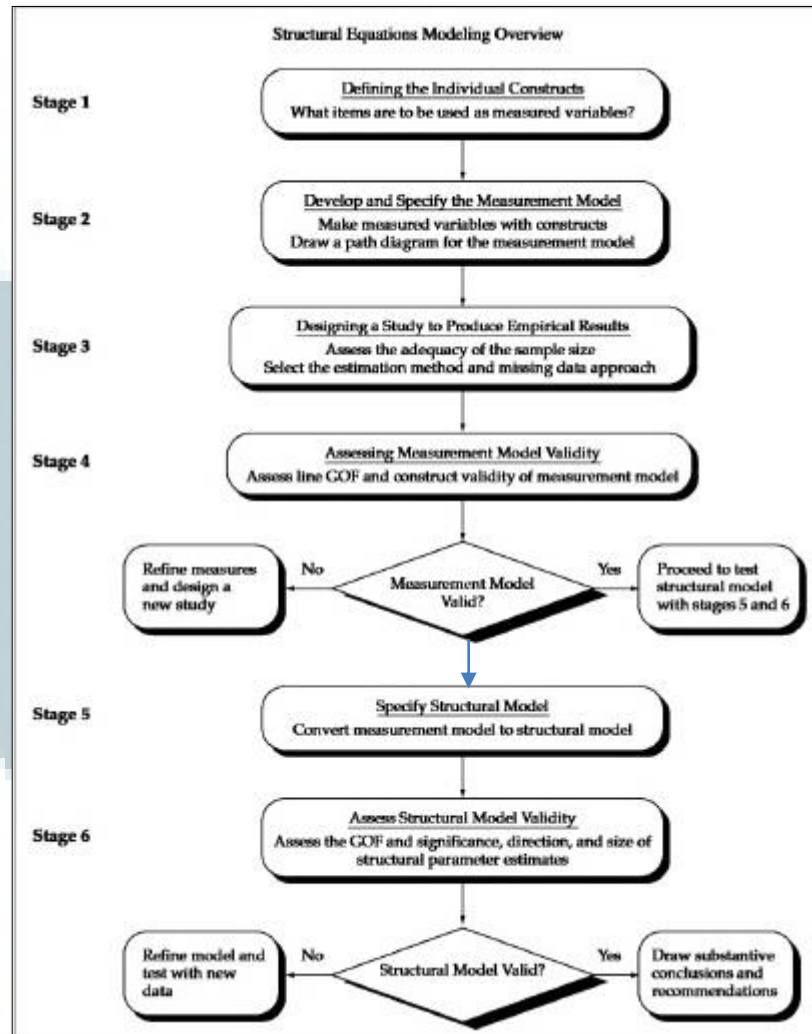 Structural Equations Modeling Overview
Stage 1
Defining the Individual Constructs
What items are to be used as measured variables?
Stage 2
Develop and Specify the Measurement Model
Make measured variables with constructs
Draw a path diagram for the measurement model
Stage 3
Designing a Study to Produce Empirical Results
Assess the adequacy of the sample size
Select the estimation method and missing data approach
Stage 4
Assessing Measurement Model Validity
Assess line GOF and construct validity of measurement model
Refine measures
and design a
new study
No
Measurement Model
Valid?
Yes
Proceed to test
structural model
with stages 5 and 6
Stage 5
Specify Structural Model
Convert measurement model to structural model
Stage 6
Assess Structural Model Validity
Assess the GOF and significance, direction, and size of
structural parameter estimates
Refine model and
test with new
data
No
Structural Model Valid?
Yes
Draw substantive
conclusions and
recommendations